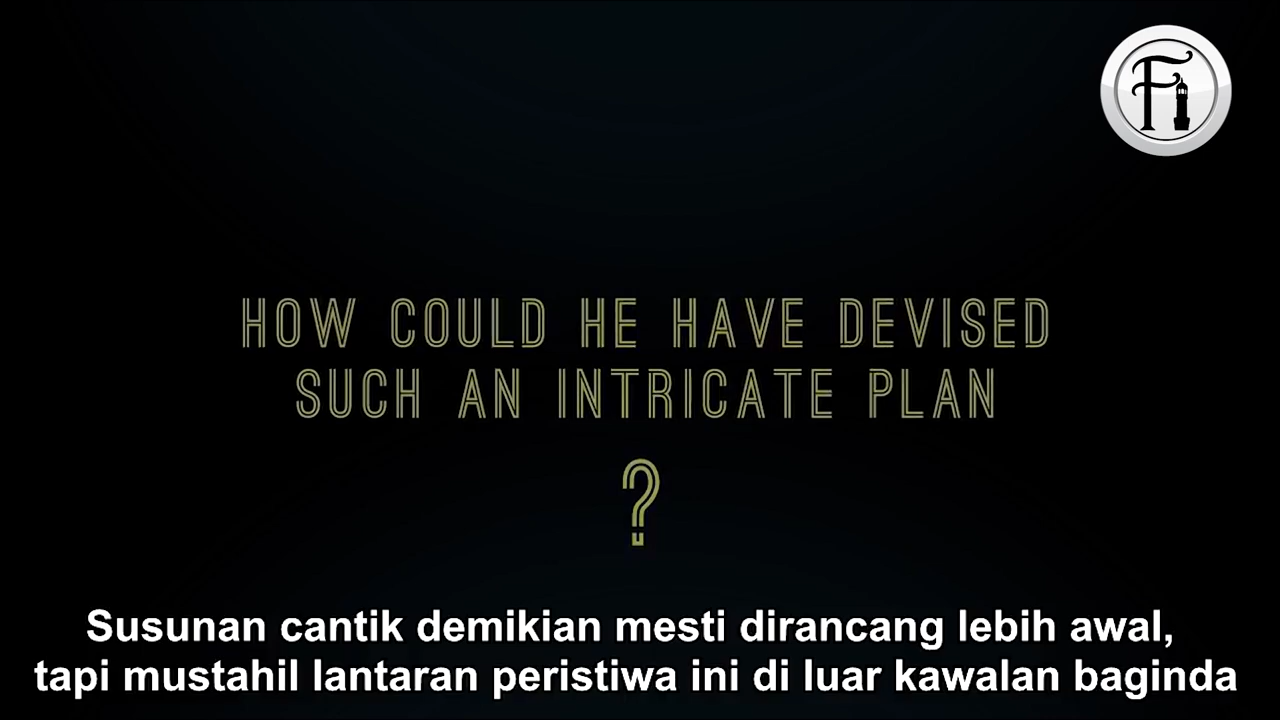 Fi
HOW COULD HE HAVE DEVISED
SUCH AN INTRICATE PLAN
?
Susunan cantik demikian mesti dirancang lebih awal,
tapi mustahil lantaran peristiwa ini di luar kawalan baginda